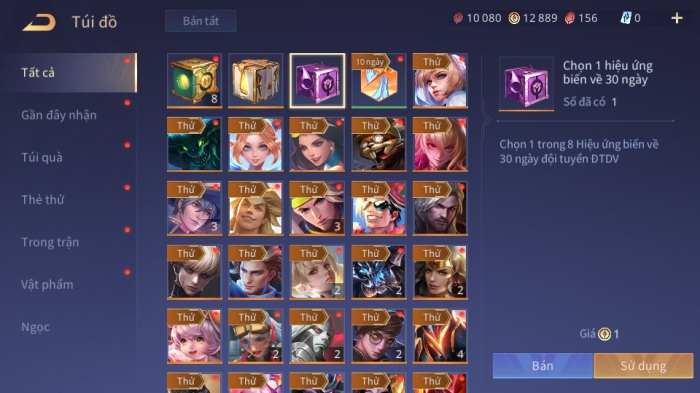 Túi đồ
Bán tất
10 080
12 889
156
0
+
Tất cả
Gần đây nhận
Túi quà
Thẻ thử
Trong trận
Vật phẩm
Ngọc
8
10 ngày
Thử
Thử
Thử
Thử
Thử
Thử
Thử
3
Thử
Thử
3
Thử
3
Thử
Thử
Thử
Thử
2
Thử
2
Thử
2
Thử
Thử
2
Thử
2
Thử
2
Thử
4
Thử
Thử
Thử
Thử
Thử
Chọn 1 hiệu ứng
biến về 30 ngày
Số đã có 1
Chọn 1 trong 8 Hiệu ứng biến về
30 ngày đội tuyển ĐTDV
Giá 1
Bán
Sử dụng